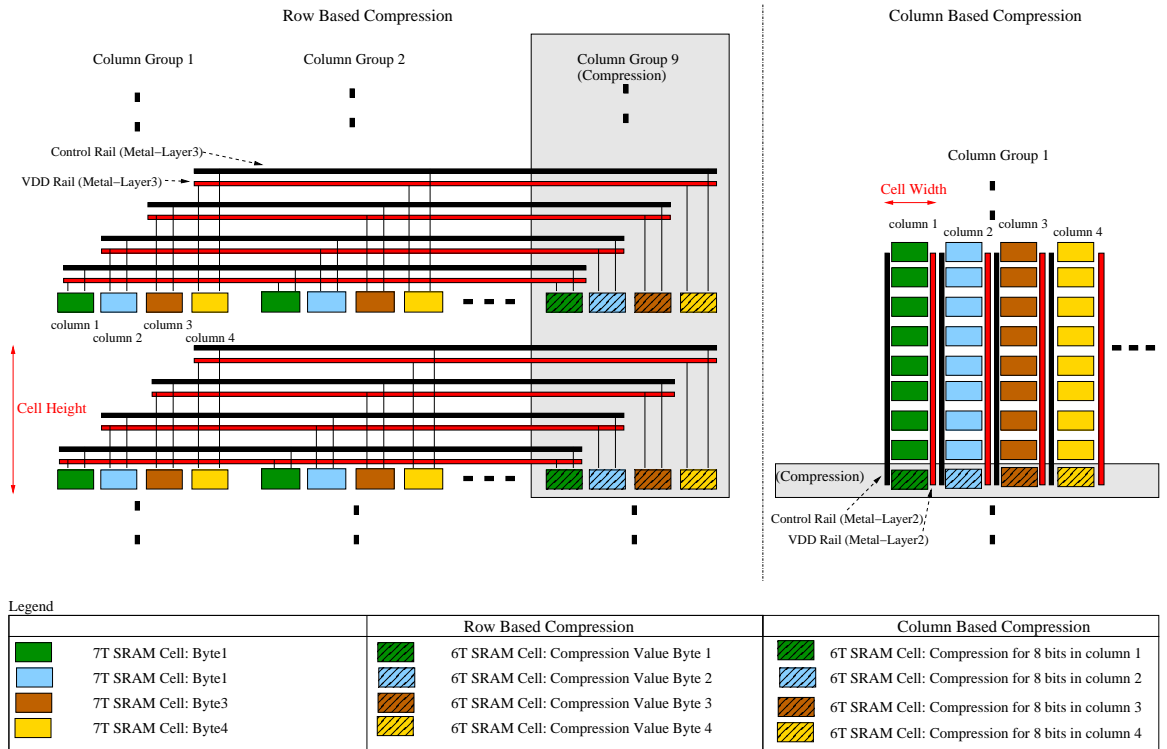 Row Based Compression
Column Based Compression
Column Group 1
Column Group 2
Column Group 9
(Compression)
Control Rail (Metal−Layer3)
VDD Rail (Metal−Layer3)
column 1
column 2
column 3
column 4
Cell Height
Column Group 1
Cell Width
column 1
column 2
column 3
column 4
(Compression)
Control Rail (Metal−Layer2)
VDD Rail (Metal−Layer2)
Legend
Row Based Compression
Column Based Compression
7T SRAM Cell: Byte1
6T SRAM Cell: Compression Value Byte 1
6T SRAM Cell: Compression for 8 bits in column 1
7T SRAM Cell: Byte1
6T SRAM Cell: Compression Value Byte 2
6T SRAM Cell: Compression for 8 bits in column 2
7T SRAM Cell: Byte3
6T SRAM Cell: Compression Value Byte 3
6T SRAM Cell: Compression for 8 bits in column 3
7T SRAM Cell: Byte4
6T SRAM Cell: Compression Value Byte 4
6T SRAM Cell: Compression for 8 bits in column 4